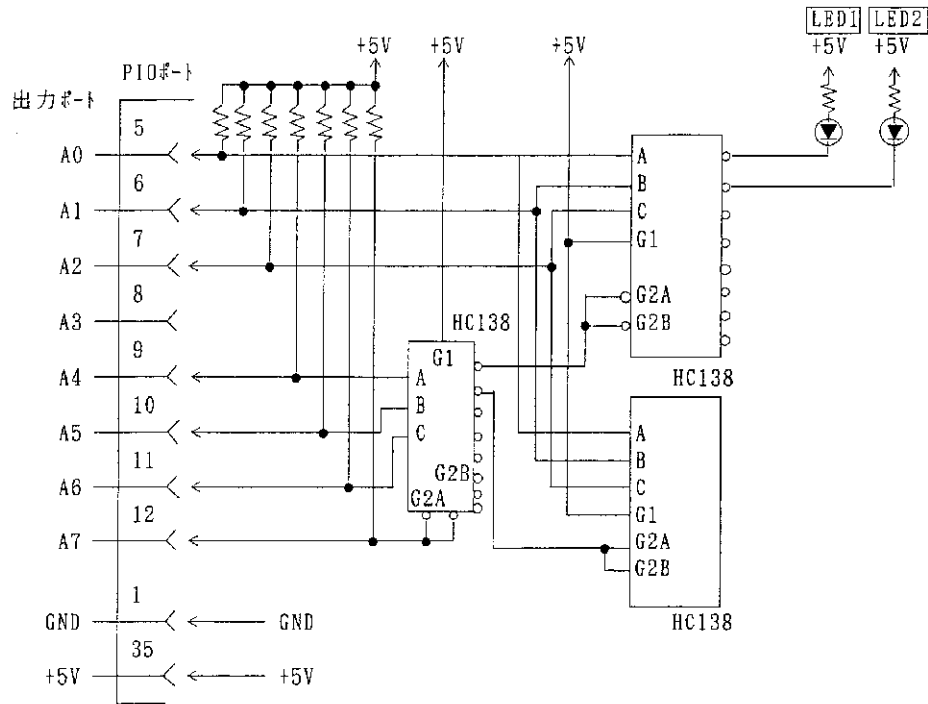 LED1 LED2
+5V +5V
+5V +5V +5V
PIOポート
出力ポート
5
A0
6
A1
7
A2
8
A3
9
A4
10
A5
11
A6
12
A7
1
GND GND
35
+5V +5V
HC138
G1
A
B
C
G2B
G2A
A
B
C
G1
G2A
G2B
HC138
A
B
C
G1
G2A
G2B
HC138